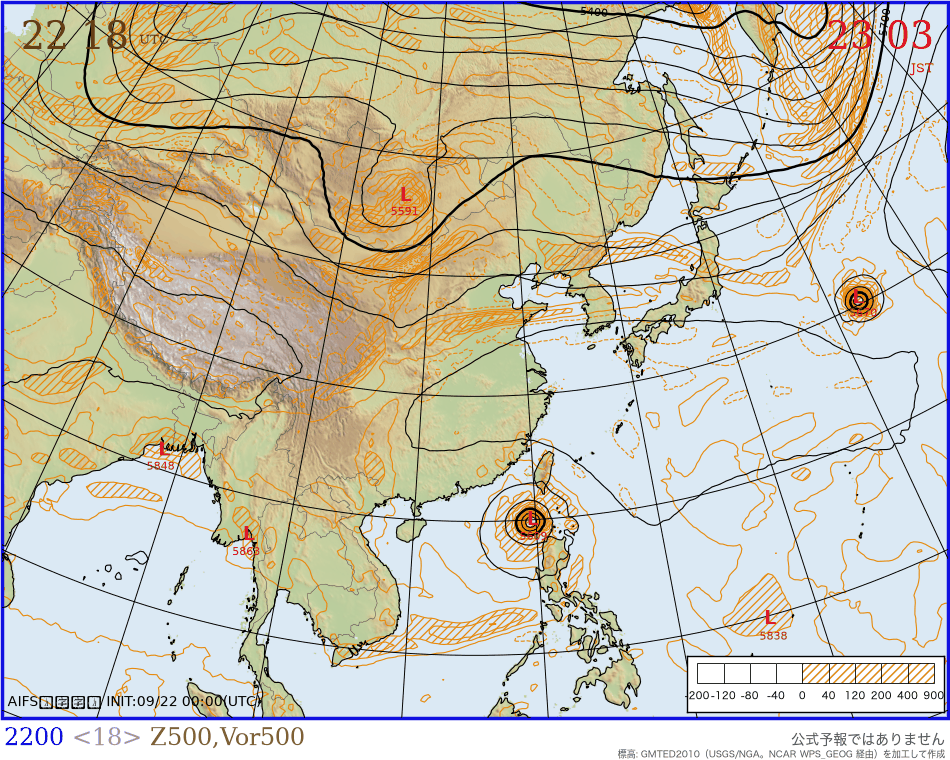 22 18 UTC
23 03 JST
5400
5700
L
5591
L
L
5848
L
5863
L
L
5838
-200 -120 -80 -40 0 40 120 200 400 900
AIFS INIT:09/22 00:00(UTC)
2200 <18> Z500,Vor500
公式予報ではありません
標高: GMTED2010（USGS/NGA。NCAR WPS_GEOG 経由）を加工して作成